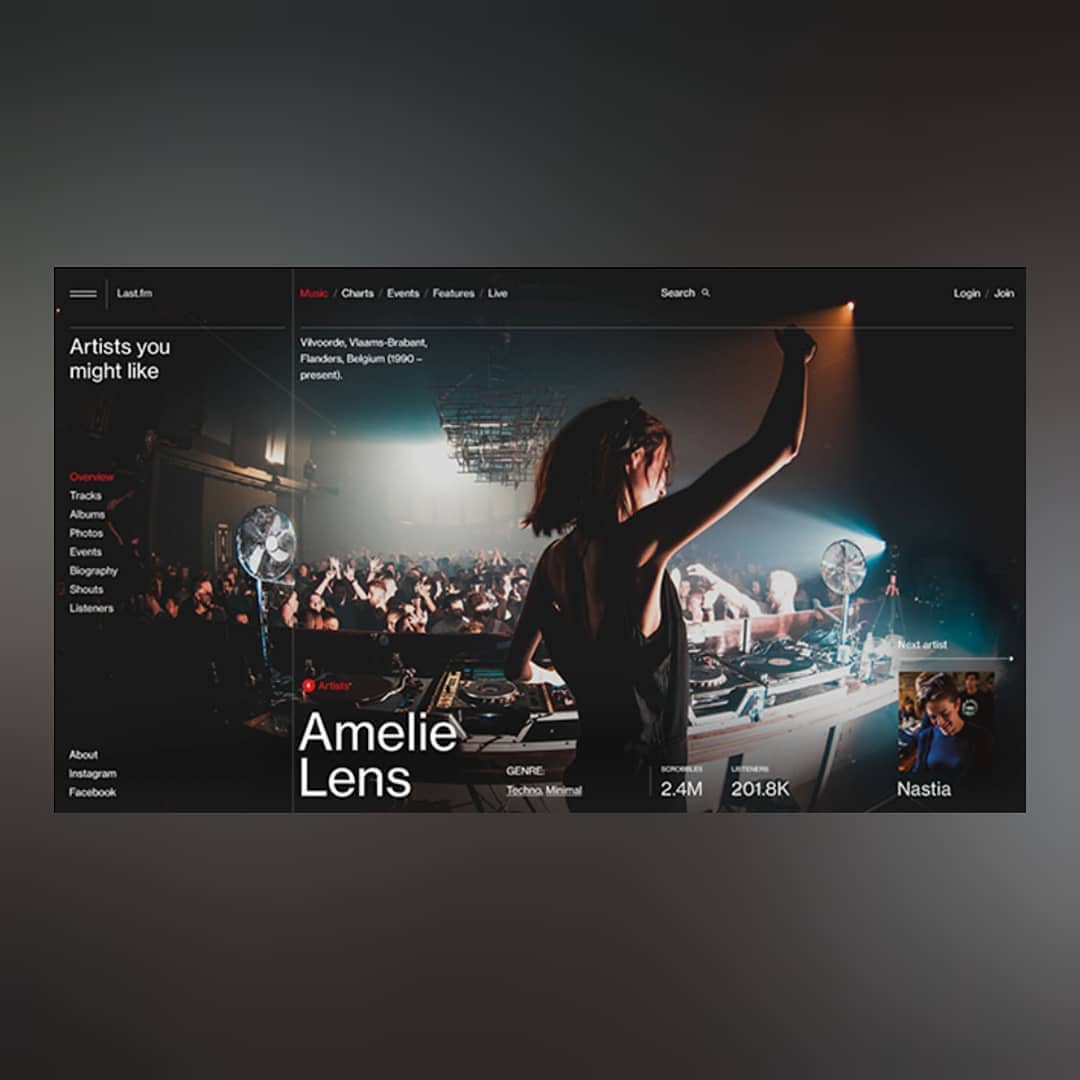 Last.fm
Music / Charts / Events / Features / Live
Search
Login / Join
Artists you
might like
Vilvoorde, Vlaams-Brabant,
Flanders, Belgium (1990 –
present).
Overview
Tracks
Albums
Photos
Events
Biography
Shouts
Listeners
About
Instagram
Facebook
Artists*
Amelie
Lens
GENRE:
Techno, Minimal
SCROBBLES
2.4M
LISTENERS
201.8K
Next artist
Nastia